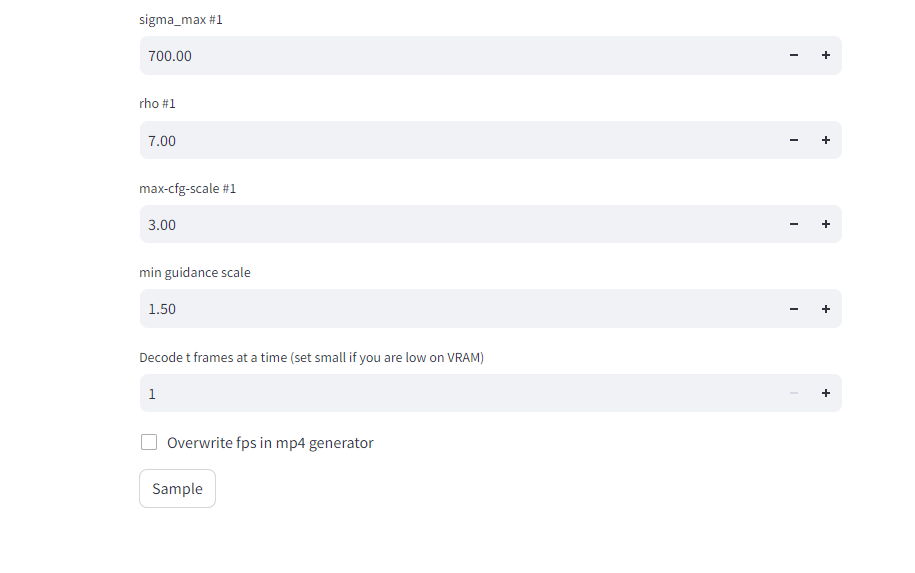 sigma_max #1
700.00
rho #1
7.00
max-cfg-scale #1
3.00
min guidance scale
1.50
Decode t frames at a time (set small if you are low on VRAM)
1
Overwrite fps in mp4 generator
Sample